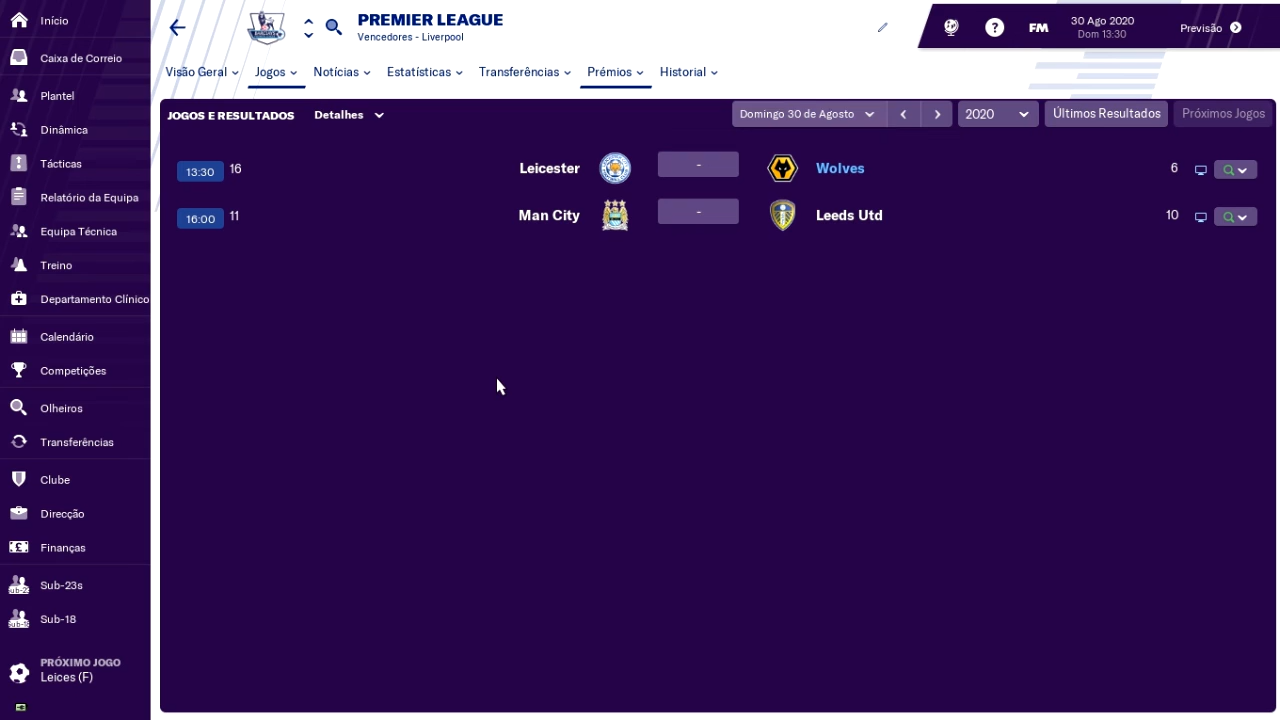 Início
Caixa de Correio
Plantel
Dinâmica
Tácticas
Relatório da Equipa
Equipa Técnica
Treino
Departamento Clínico
Calendário
Competições
Olheiros
Transferências
Clube
Direcção
Finanças
Sub-23s
Sub-18
PRÓXIMO JOGO
Leices (F)
PREMIER LEAGUE
Vencedores - Liverpool
FM
30 Ago 2020
Dom 13:30
Previsão
Visão Geral
Jogos
Notícias
Estatísticas
Transferências
Prémios
Historial
JOGOS E RESULTADOS
Detalhes
Domingo 30 de Agosto
2020
Últimos Resultados
Próximos Jogos
13:30 16 Leicester - Wolves 6
16:00 11 Man City - Leeds Utd 10